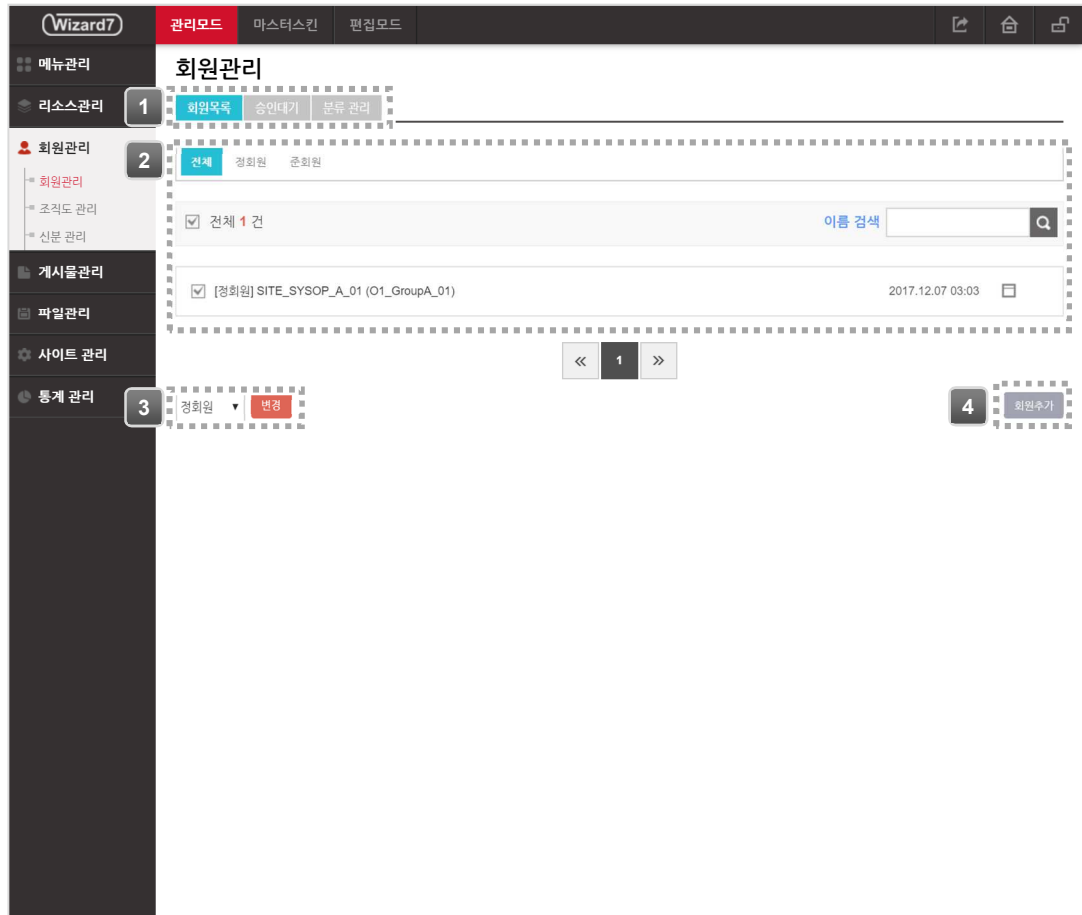 Wizard7
관리모드 마스터스킨 편집모드
메뉴관리
리소스관리
회원관리
회원관리
조직도 관리
신분 관리
게시물관리
파일관리
사이트 관리
통계 관리
회원관리
1
회원목록 승인대기 분류 관리
2
전체 정회원 준회원
전체 1 건 이름 검색
[정회원] SITE_SYSOP_A_01 (O1_GroupA_01) 2017.12.07 03:03
« 1 »
3
정회원 ▼ 변경
4
회원추가